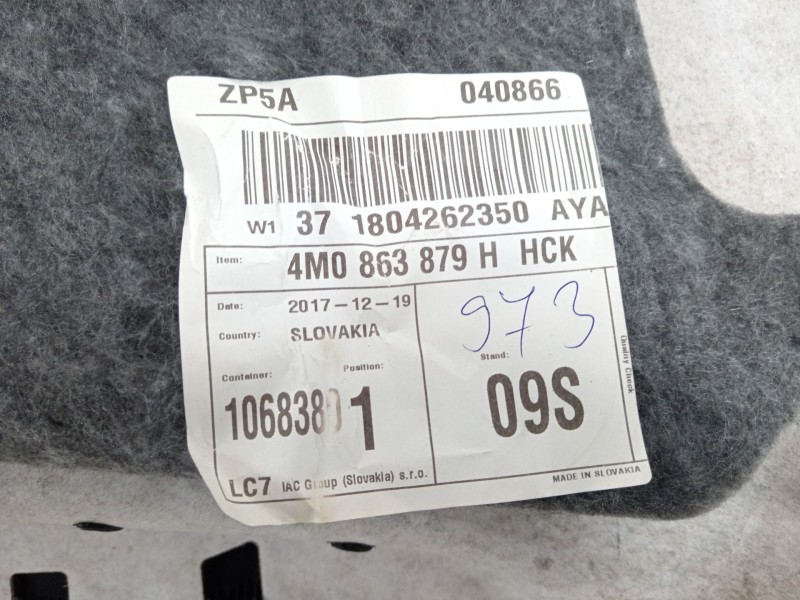 ZP5A 040866
W1 37 1804262350 AYA
Item: 4M0 863 879 H HCK
Date: 2017-12-19
Country: SLOVAKIA
973
Stand:
09S
Quality Check
Container: Position:
1
LC7 IAC Group (Slovakia) s.r.o.
MADE IN SLOVAKIA